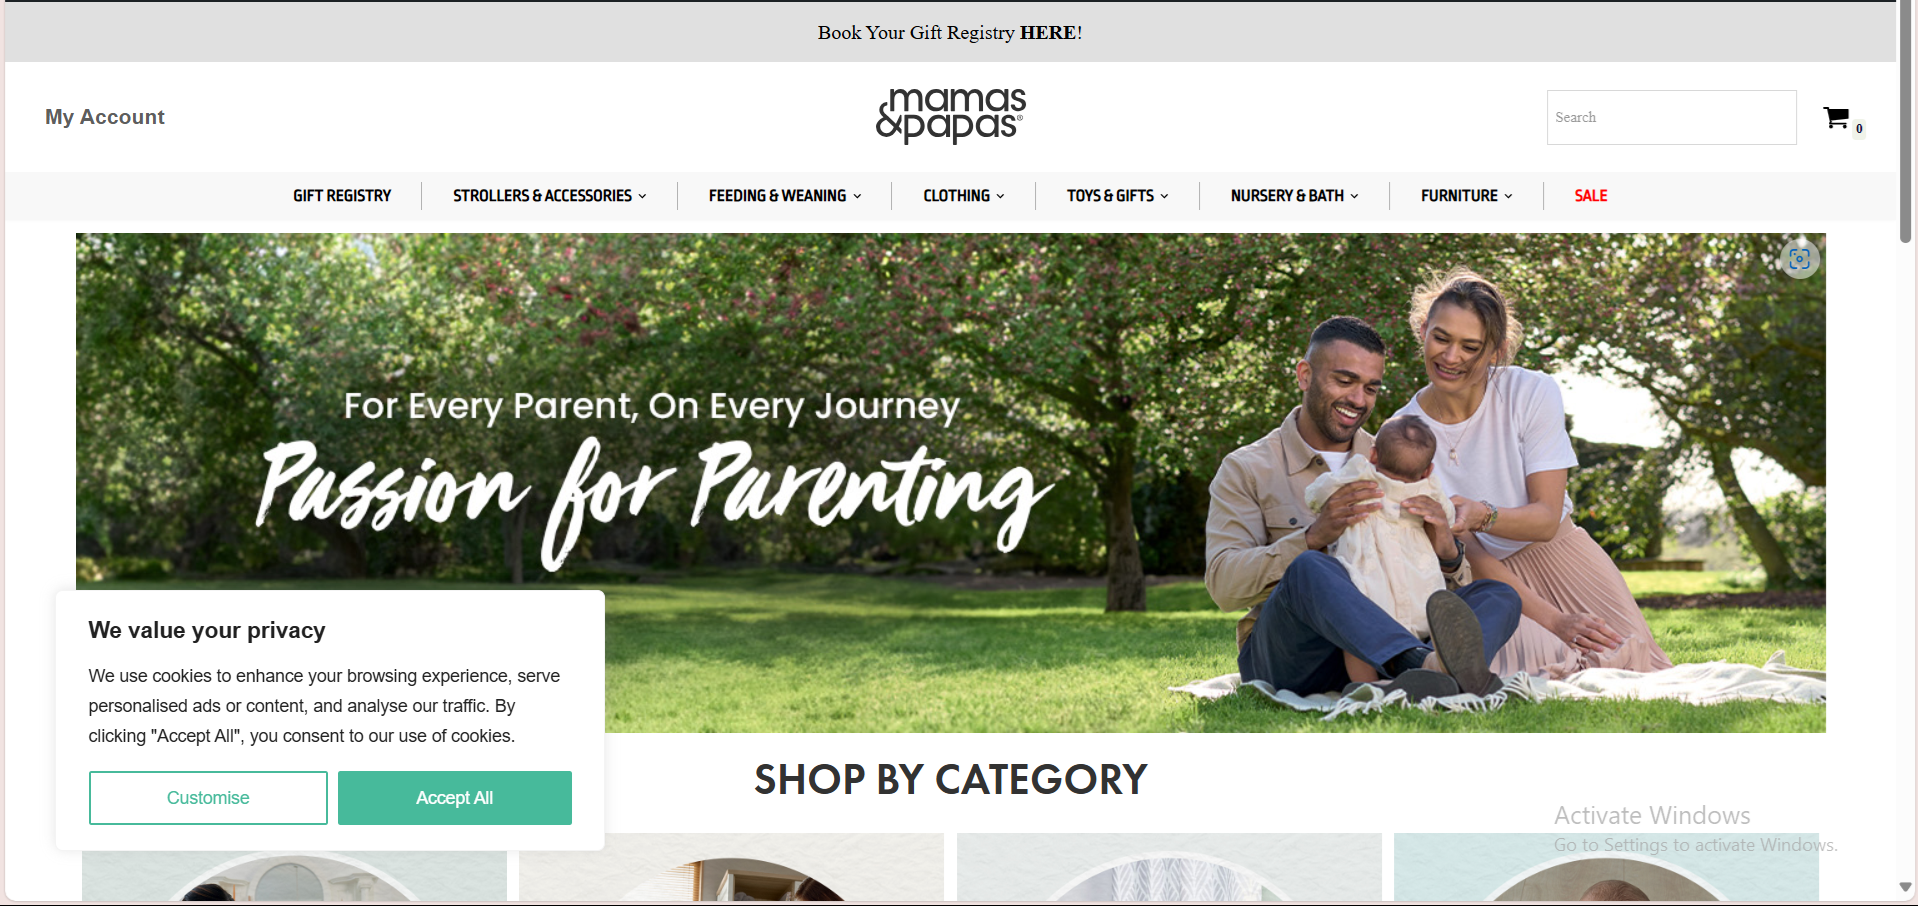 Book Your Gift Registry HERE!
My Account
mamas
&papas®
Search
0
GIFT REGISTRY
STROLLERS & ACCESSORIES
FEEDING & WEANING
CLOTHING
TOYS & GIFTS
NURSERY & BATH
FURNITURE
SALE
For Every Parent, On Every Journey
Passion for Parenting
We value your privacy
We use cookies to enhance your browsing experience, serve
personalised ads or content, and analyse our traffic. By
clicking "Accept All", you consent to our use of cookies.
Customise
Accept All
SHOP BY CATEGORY
Activate Windows
Go to Settings to activate Windows.